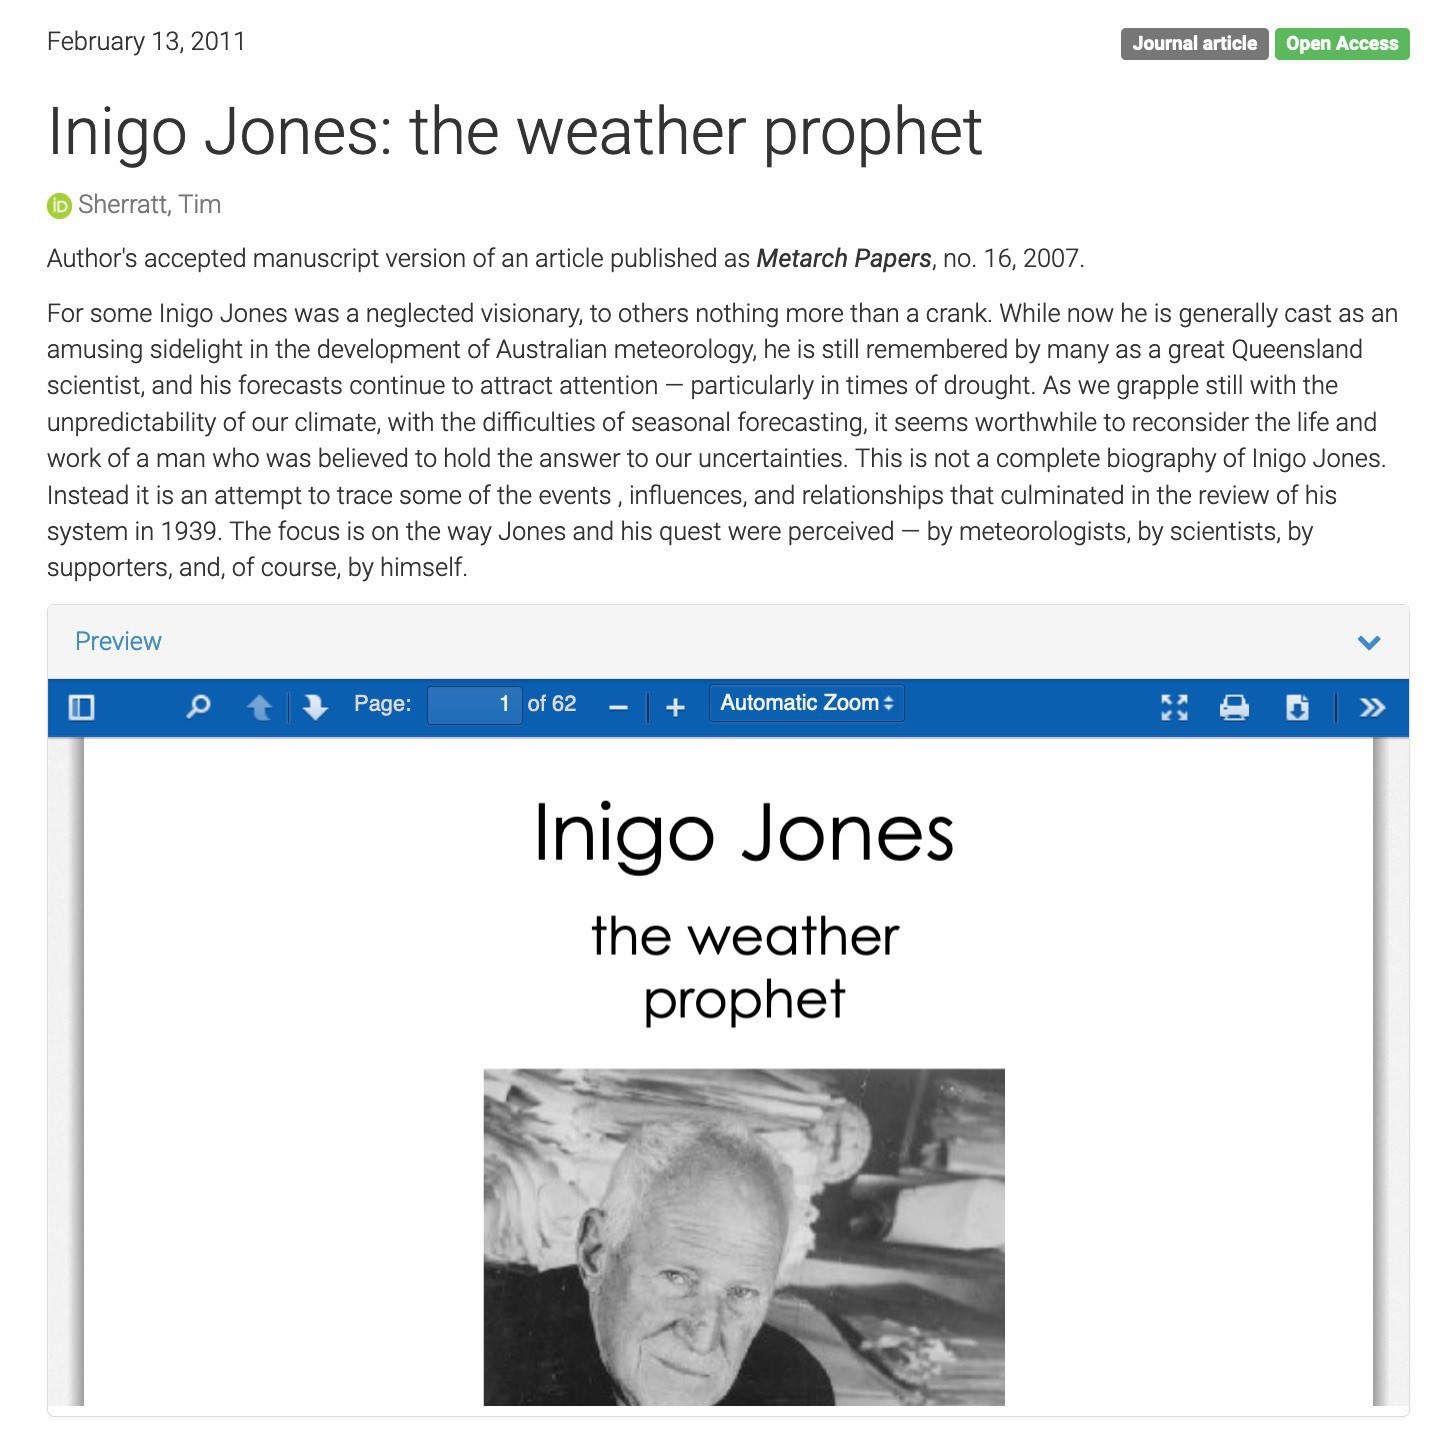 February 13, 2011
Journal article Open Access
Inigo Jones: the weather prophet
iD Sherratt, Tim
Author's accepted manuscript version of an article published as Metarch Papers, no. 16, 2007.
For some Inigo Jones was a neglected visionary, to others nothing more than a crank. While now he is generally cast as an
amusing sidelight in the development of Australian meteorology, he is still remembered by many as a great Queensland
scientist, and his forecasts continue to attract attention — particularly in times of drought. As we grapple still with the
unpredictability of our climate, with the difficulties of seasonal forecasting, it seems worthwhile to reconsider the life and
work of a man who was believed to hold the answer to our uncertainties. This is not a complete biography of Inigo Jones.
Instead it is an attempt to trace some of the events , influences, and relationships that culminated in the review of his
system in 1939. The focus is on the way Jones and his quest were perceived — by meteorologists, by scientists, by
supporters, and, of course, by himself.
Preview
Page: 1 of 62 Automatic Zoom
Inigo Jones
the weather
prophet